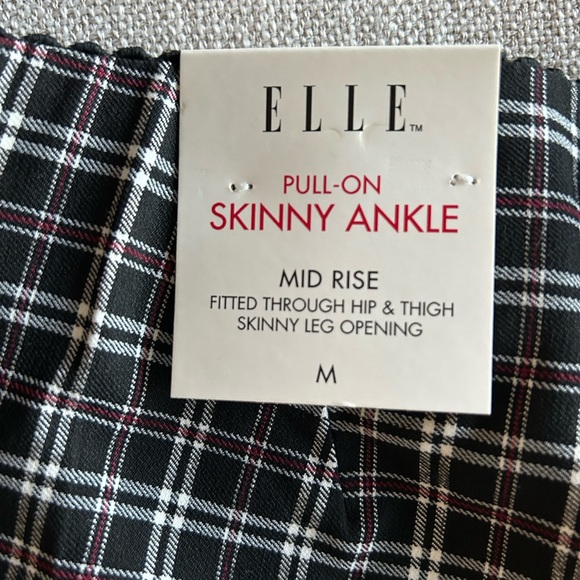 ELLE™
PULL-ON
SKINNY ANKLE
MID RISE
FITTED THROUGH HIP & THIGH
SKINNY LEG OPENING
M